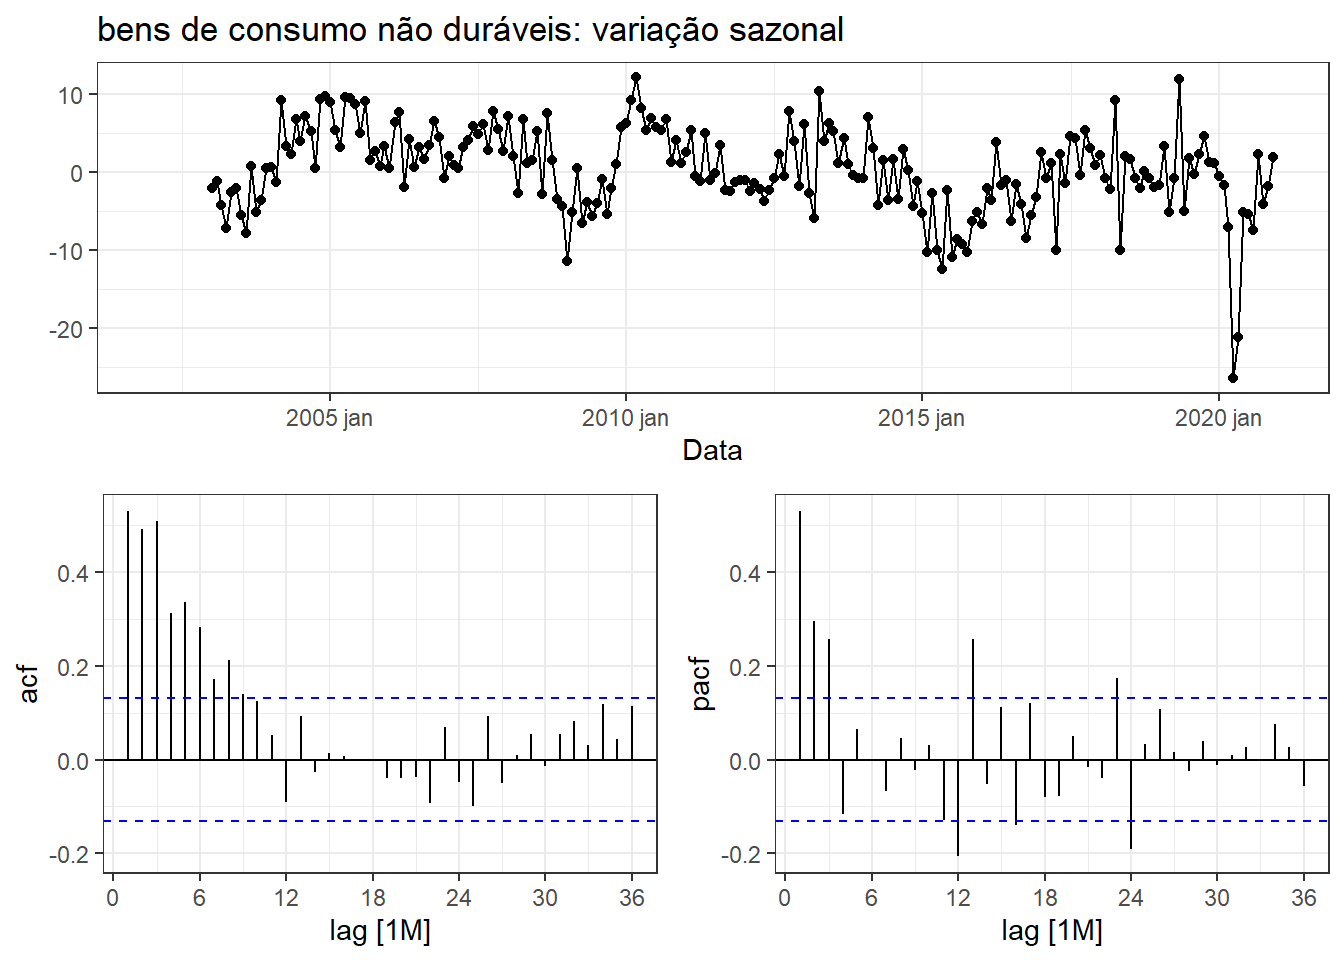 bens de consumo não duráveis: variação sazonal
10
0
-10
-20
2005 jan 2010 jan 2015 jan 2020 jan
Data
acf
0.4
0.2
0.0
-0.2
0 6 12 18 24 30 36
lag [1M]
pacf
0.4
0.2
0.0
-0.2
0 6 12 18 24 30 36
lag [1M]